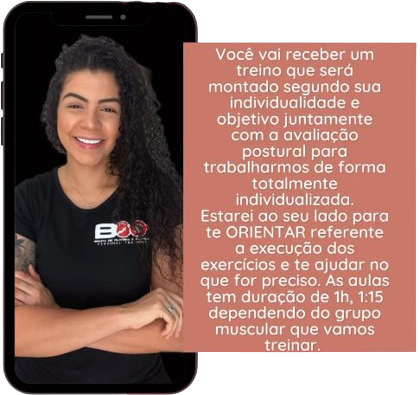 Você vai receber um
treino que será
montado segundo sua
individualidade e
objetivo juntamente
com a avaliação
postural para
trabalharmos de forma
totalmente
individualizada.
Estarei ao seu lado para
te ORIENTAR referente
a execução dos
exercícios e te ajudar no
que for preciso. As aulas
tem duração de 1h, 1:15
dependendo do grupo
muscular que vamos
treinar.